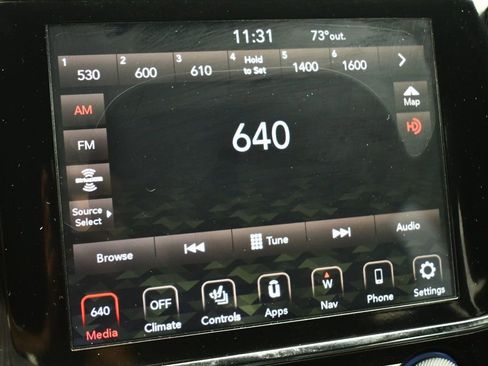 11:31 73°out.
1 530 2 600 3 610 4 Hold to Set 5 1400 6 1600
AM
Map
FM
640
SiriusXM
Source Select
Browse Tune Audio
640 OFF W
Media Climate Controls Apps Nav Phone Settings